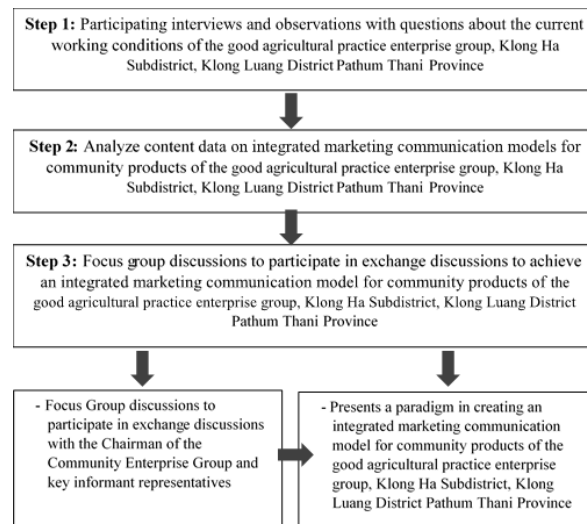 Step 1: Participating interviews and observations with questions about the current
working conditions of the good agricultural practice enterprise group, Klong Ha
Subdistrict, Klong Luang District Pathum Thani Province
Step 2: Analyze content data on integrated marketing communication models for
community products of the good agricultural practice enterprise group, Klong Ha
Subdistrict, Klong Luang District Pathum Thani Province
Step 3: Focus group discussions to participate in exchange discussions to achieve
an integrated marketing communication model for community products of the
good agricultural practice enterprise group, Klong Ha Subdistrict, Klong Luang District
Pathum Thani Province
- Focus Group discussions to
participate in exchange discussions
with the Chairman of the
Community Enterprise Group and
key informant representatives
- Presents a paradigm in creating an
integrated marketing communication
model for community products of the
good agricultural practice enterprise
group, Klong Ha Subdistrict, Klong
Luang District Pathum Thani Province